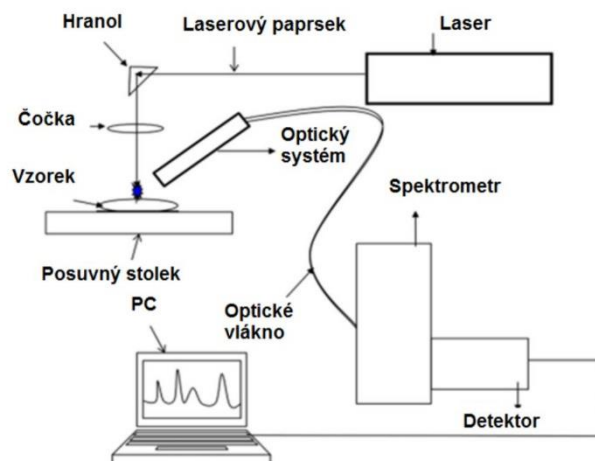 Hranol
Laserový paprsek
Laser
Čočka
Optický
systém
Vzorek
Spektrometr
Posuvný stolek
PC
Optické
vlákno
Detektor